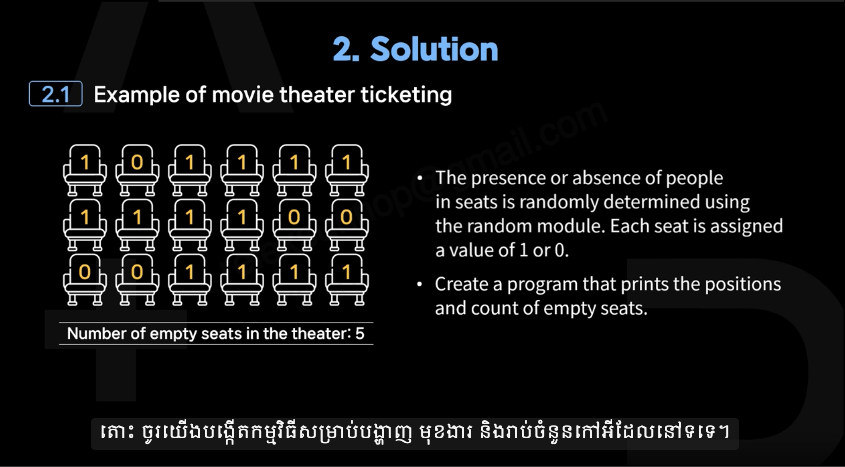 2. Solution
2.1 Example of movie theater ticketing
1 0 1 1 1 1
1 1 1 1 0 0
0 0 1 1 1 1
Number of empty seats in the theater: 5
• The presence or absence of people
in seats is randomly determined using
the random module. Each seat is assigned
a value of 1 or 0.
• Create a program that prints the positions
and count of empty seats.
តោះ ចូរយើងបង្កើតកម្មវិធីសម្រាប់បង្ហាញ មុខងារ និងរាប់ចំនួនកៅអីដែលនៅទទេ។